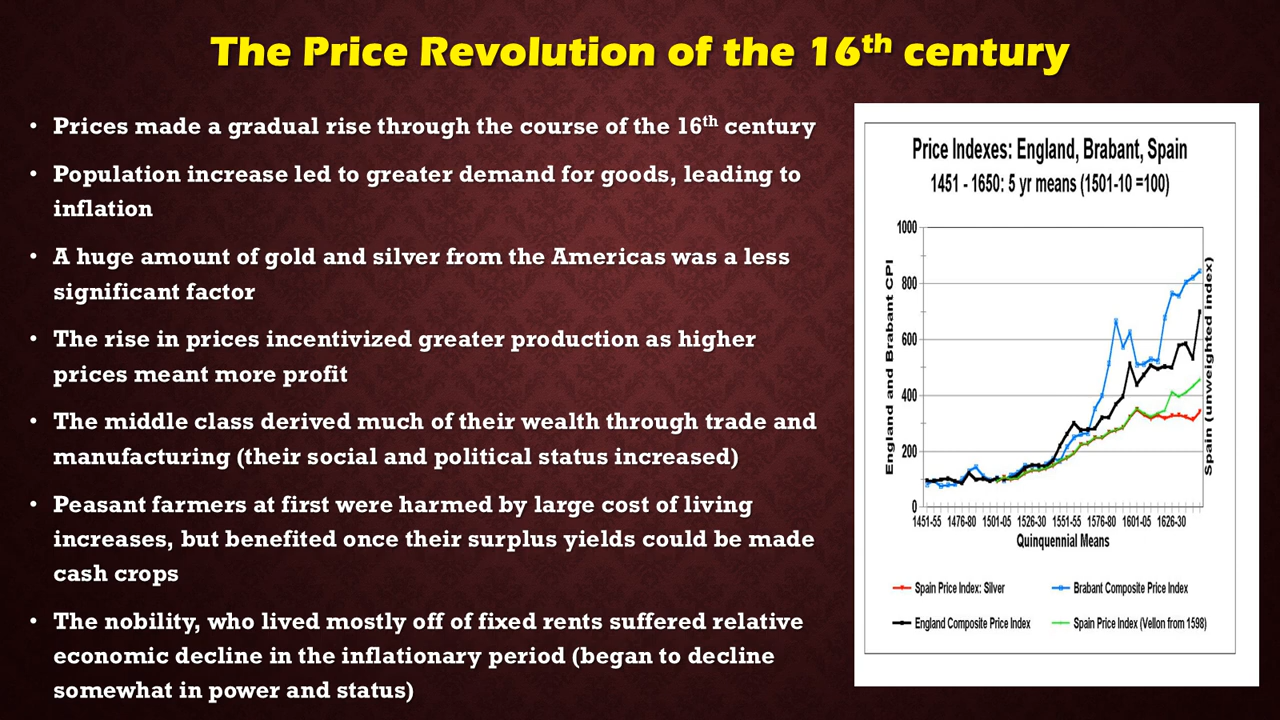 The Price Revolution of the 16th century
• Prices made a gradual rise through the course of the 16th century
• Population increase led to greater demand for goods, leading to
inflation
• A huge amount of gold and silver from the Americas was a less
significant factor
• The rise in prices incentivized greater production as higher
prices meant more profit
• The middle class derived much of their wealth through trade and
manufacturing (their social and political status increased)
• Peasant farmers at first were harmed by large cost of living
increases, but benefited once their surplus yields could be made
cash crops
• The nobility, who lived mostly off of fixed rents suffered relative
economic decline in the inflationary period (began to decline
somewhat in power and status)
Price Indexes: England, Brabant, Spain
1451 - 1650: 5 yr means (1501-10 =100)
England and Brabant CPI
1000
800
600
400
200
0
Spain (unweighted index)
1451-55 1476-80 1501-05 1526-30 1551-55 1576-80 1601-05 1626-30
Quinquennial Means
Spain Price Index: Silver
Brabant Composite Price Index
England Composite Price Index
Spain Price Index (Vellon from 1598)